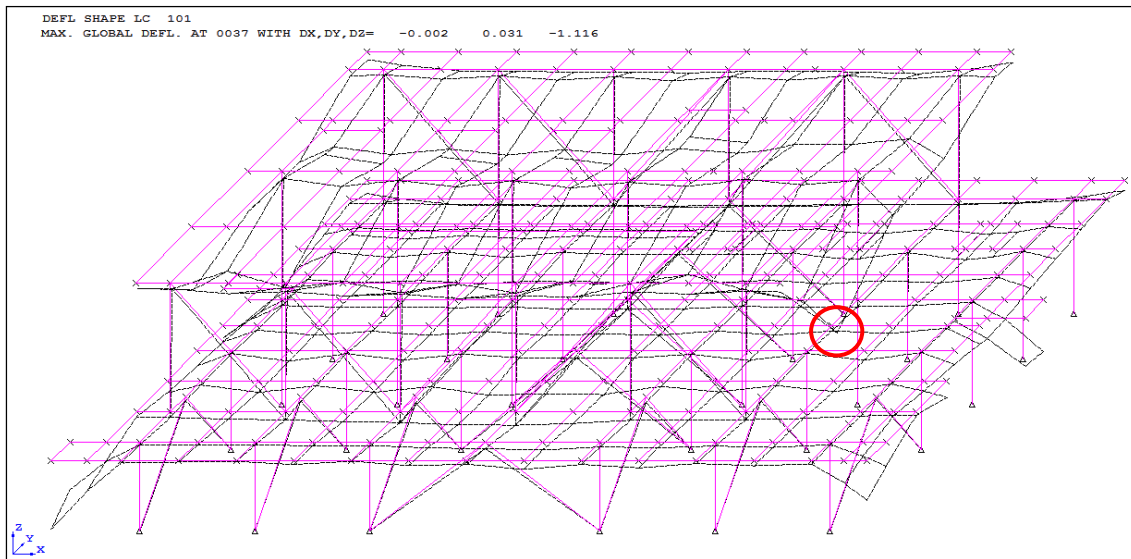 DEFL SHAPE LC 101
MAX. GLOBAL DEFL. AT 0037 WITH DX,DY,DZ= -0.002 0.031 -1.116
Z
Y
X